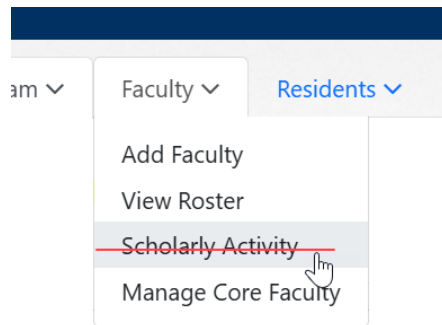 am
Faculty
Residents
Add Faculty
View Roster
Scholarly Activity
Manage Core Faculty